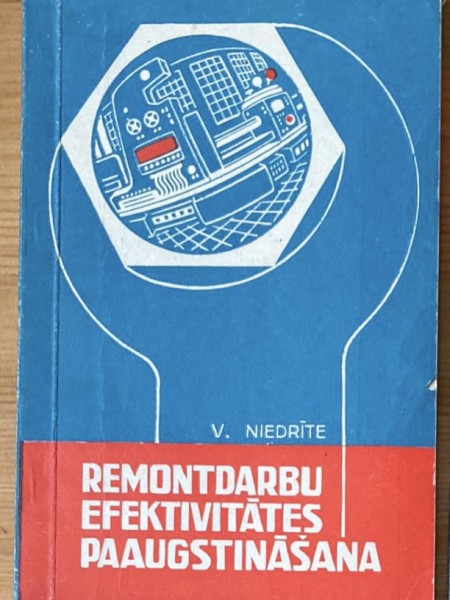 V. NIEDRĪTE
REMONTDARBU
EFEKTIVITĀTES
PAAUGSTINĀŠANA